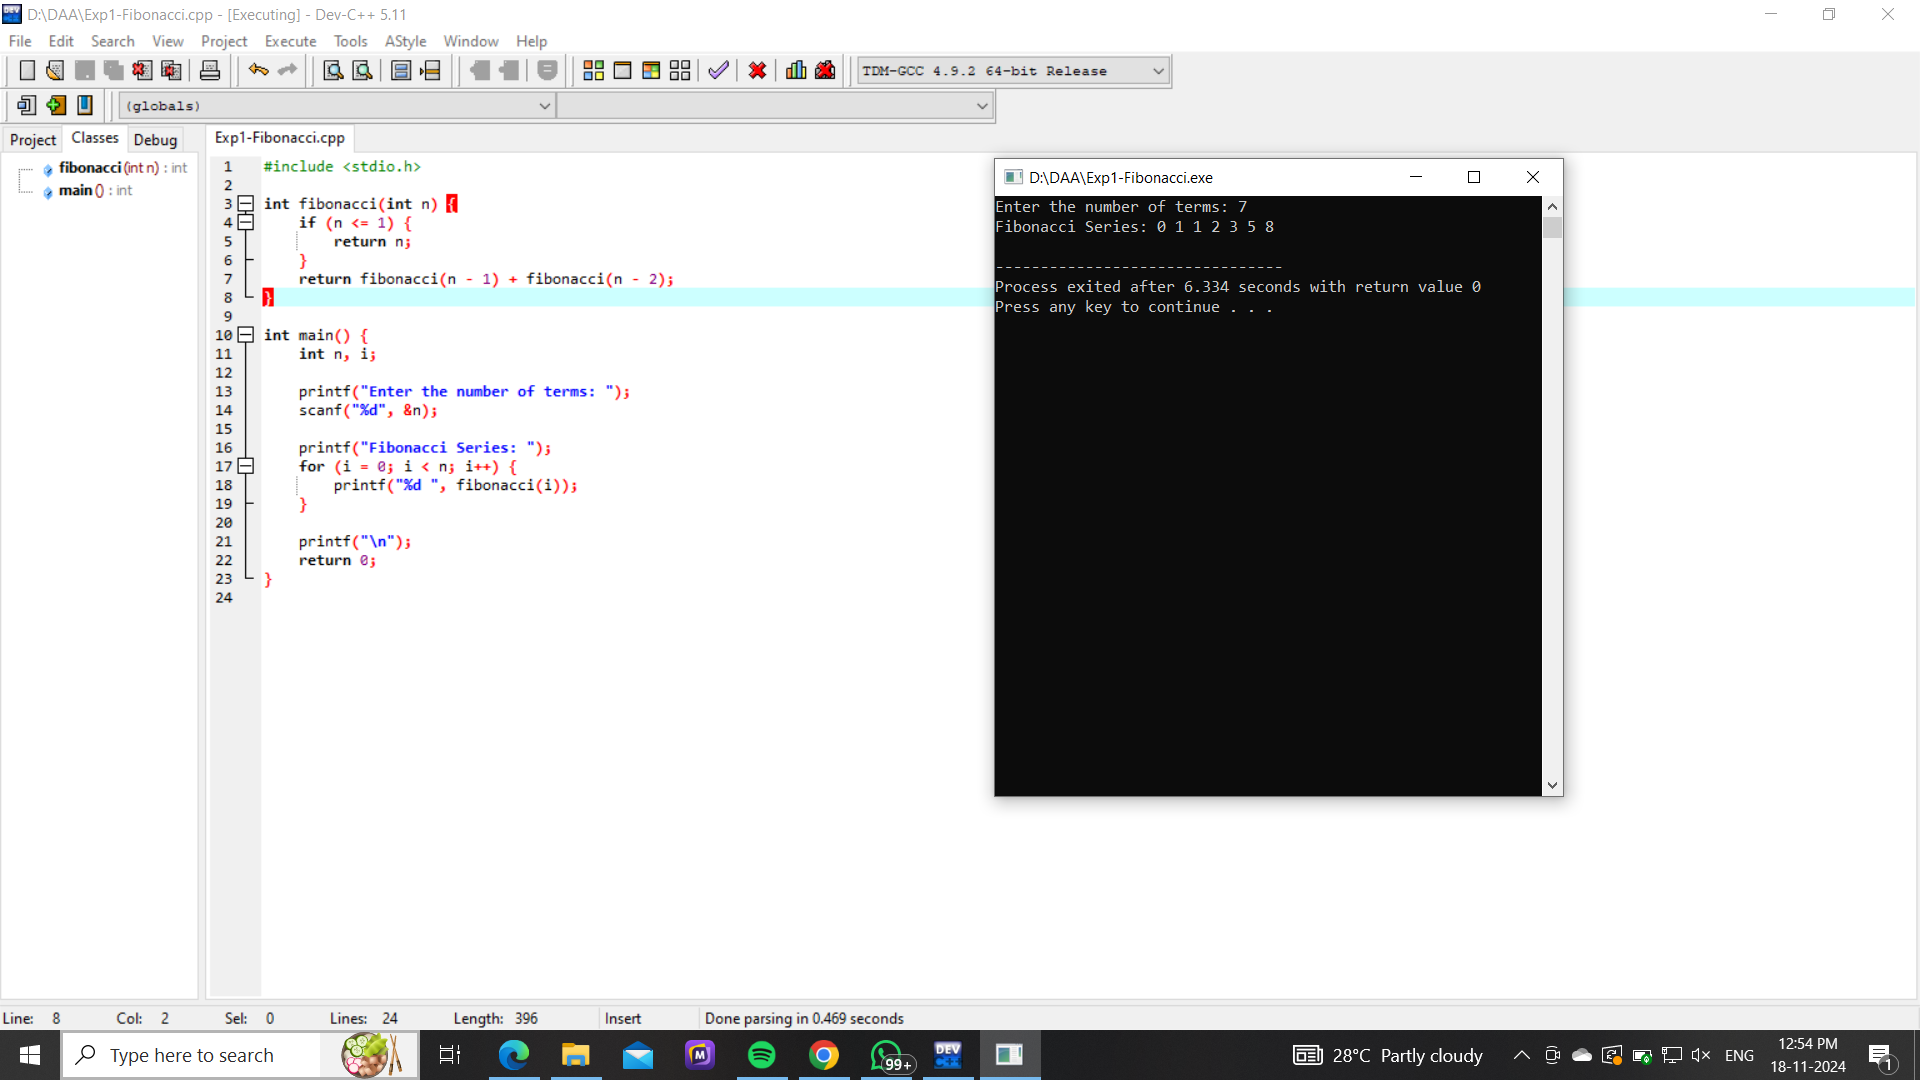 D:\DAA\Exp1-Fibonacci.cpp - [Executing] - Dev-C++ 5.11
File Edit Search View Project Execute Tools AStyle Window Help
TDM-GCC 4.9.2 64-bit Release
(globals)
Project Classes Debug
Exp1-Fibonacci.cpp
fibonacci (int n) : int
main () : int
1 #include <stdio.h>
2
3 int fibonacci(int n) {
4 if (n <= 1) {
5 return n;
6 }
7 return fibonacci(n - 1) + fibonacci(n - 2);
8 }
9
10 int main() {
11 int n, i;
12
13 printf("Enter the number of terms: ");
14 scanf("%d", &n);
15
16 printf("Fibonacci Series: ");
17 for (i = 0; i < n; i++) {
18 printf("%d ", fibonacci(i));
19 }
20
21 printf("\n");
22 return 0;
23 }
24
D:\DAA\Exp1-Fibonacci.exe
Enter the number of terms: 7
Fibonacci Series: 0 1 1 2 3 5 8
--------------------------------
Process exited after 6.334 seconds with return value 0
Press any key to continue . . .
Line: 8 Col: 2 Sel: 0 Lines: 24 Length: 396 Insert Done parsing in 0.469 seconds
Type here to search
M
99+
DEV
28°C Partly cloudy
ENG
12:54 PM
18-11-2024
1